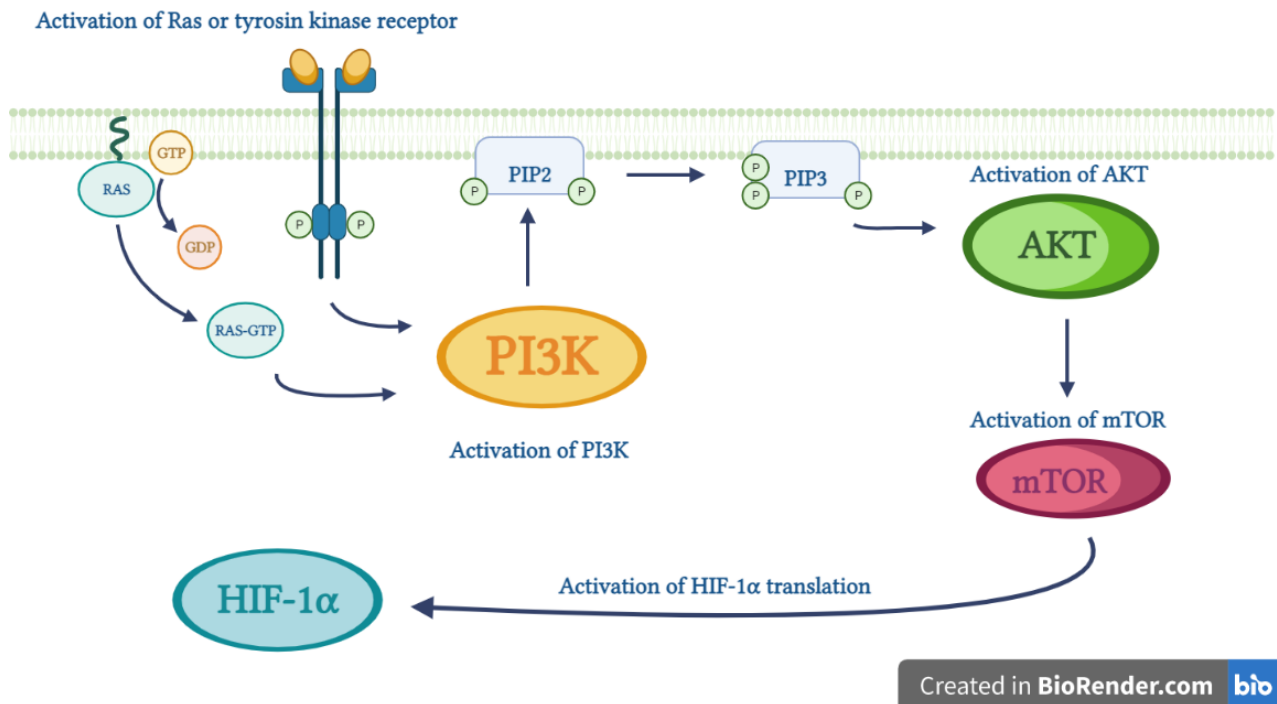 Activation of Ras or tyrosin kinase receptor
GTP
RAS
GDP
RAS-GTP
P
P
PI3K
Activation of PI3K
PIP2
P
P
PIP3
P
P
P
Activation of AKT
AKT
Activation of mTOR
mTOR
Activation of HIF-1α translation
HIF-1α
Created in BioRender.com bio